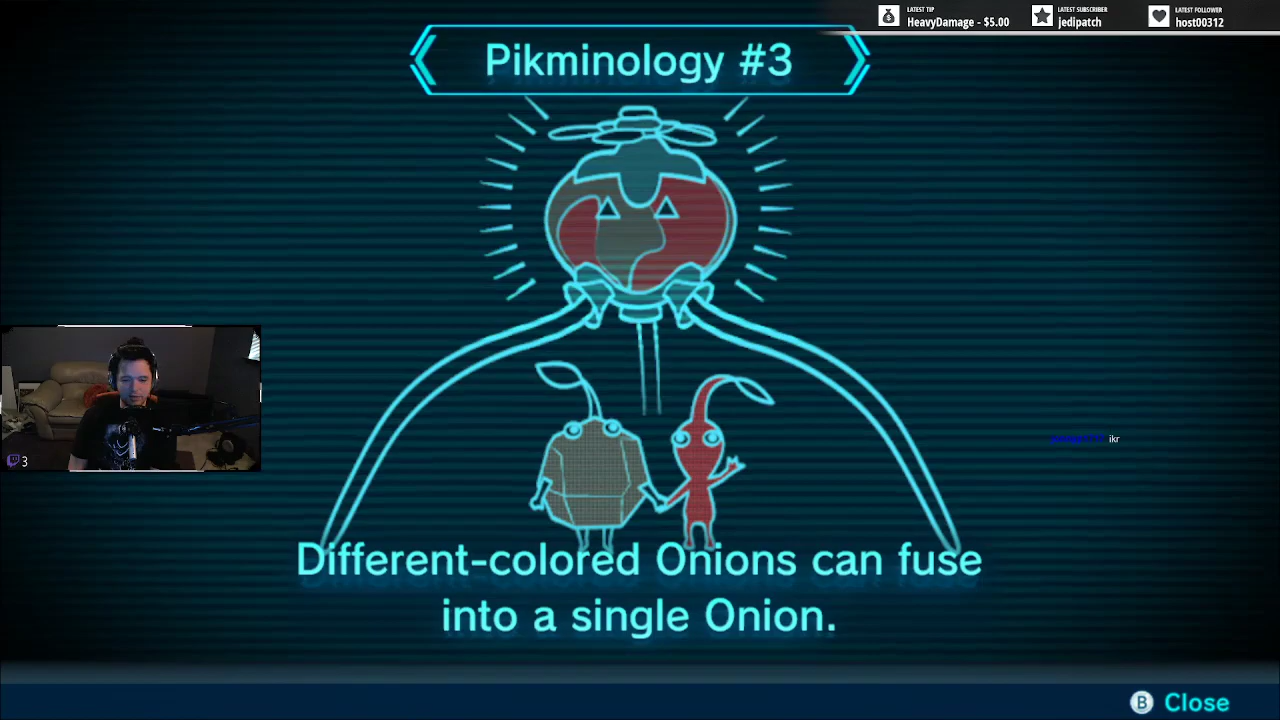 LATEST TIP
HeavyDamage - $5.00
LATEST SUBSCRIBER
jedipatch
LATEST FOLLOWER
host00312
Pikminology #3
3
ikr
Different-colored Onions can fuse
into a single Onion.
B Close